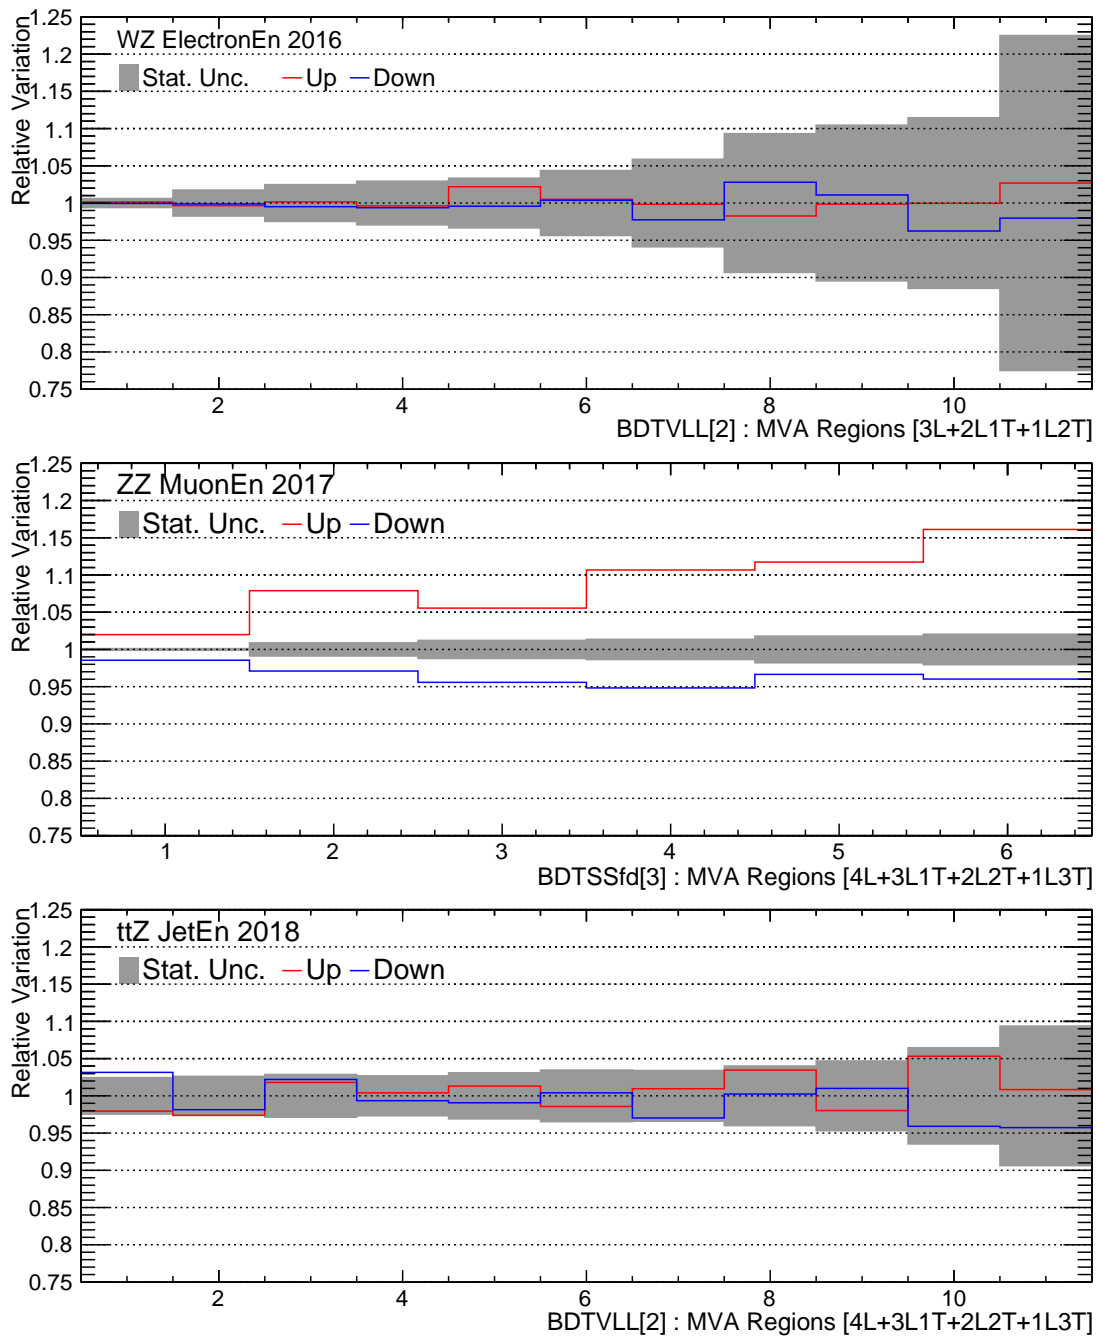 1.25
WZ ElectronEn 2016
Stat. Unc. Up Down
1.2
1.15
1.1
1.05
1
0.95
0.9
0.85
0.8
0.75
Relative Variation
2 4 6 8 10
BDTVLL[2] : MVA Regions [3L+2L1T+1L2T]
1.25
ZZ MuonEn 2017
Stat. Unc. Up Down
1.2
1.15
1.1
1.05
1
0.95
0.9
0.85
0.8
0.75
Relative Variation
1 2 3 4 5 6
BDTSSfd[3] : MVA Regions [4L+3L1T+2L2T+1L3T]
1.25
ttZ JetEn 2018
Stat. Unc. Up Down
1.2
1.15
1.1
1.05
1
0.95
0.9
0.85
0.8
0.75
Relative Variation
2 4 6 8 10
BDTVLL[2] : MVA Regions [4L+3L1T+2L2T+1L3T]